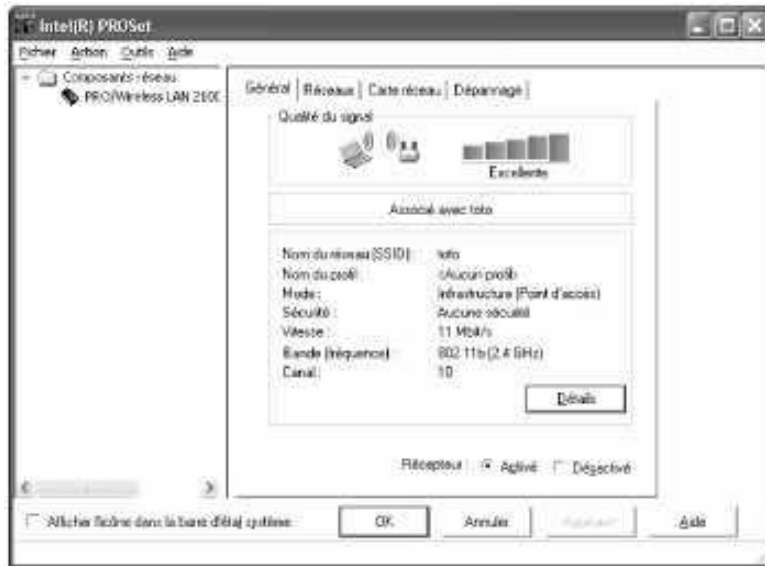 Intel(R) PROSet
Fichier Action Outils Aide
Composants réseau
PRO/Wireless LAN 2100
Général Réseaux Carte réseau Dépannage
Qualité du signal
Excellente
Associé avec toto
Nom du réseau (SSID) : toto
Nom du profil : <Aucun profil>
Mode : Infrastructure (Point d'accès)
Sécurité : Aucune sécurité
Vitesse : 11 Mbit/s
Bande (fréquence) : 802.11b (2.4 GHz)
Canal : 10
Détails
Récepteur : Activé Désactivé
Afficher l'icône dans la barre d'état système
OK Annuler Appliquer Aide